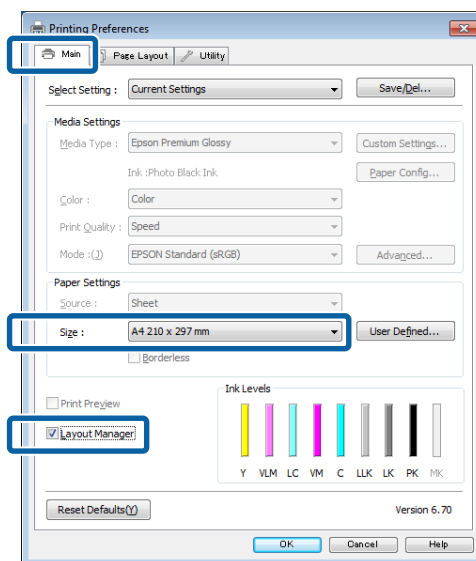 Printing Preferences
Main Page Layout Utility
Select Setting : Current Settings Save/Del...
Media Settings
Media Type : Epson Premium Glossy Custom Settings...
Ink :Photo Black Ink Paper Config...
Color : Color
Print Quality : Speed
Mode :(J) EPSON Standard (sRGB) Advanced...
Paper Settings
Source : Sheet
Size : A4 210 x 297 mm User Defined...
Borderless
Ink Levels
Print Preview
Layout Manager
Y VLM LC VM C LLK LK PK MK
Reset Defaults(Y) Version 6.70
OK Cancel Help